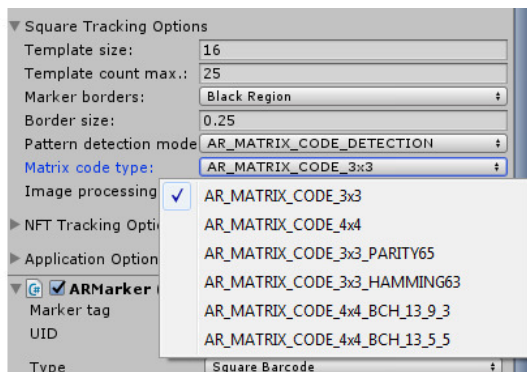 Square Tracking Options
Template size: 16
Template count max.: 25
Marker borders: Black Region
Border size: 0.25
Pattern detection mode AR_MATRIX_CODE_DETECTION
Matrix code type: AR_MATRIX_CODE_3x3
Image processing
AR_MATRIX_CODE_3x3
AR_MATRIX_CODE_4x4
NFT Tracking Opti
AR_MATRIX_CODE_3x3_PARITY65
Application Option
AR_MATRIX_CODE_3x3_HAMMING63
ARMarker (
Marker tag
AR_MATRIX_CODE_4x4_BCH_13_9_3
UID
AR_MATRIX_CODE_4x4_BCH_13_5_5
Type Square Barcode